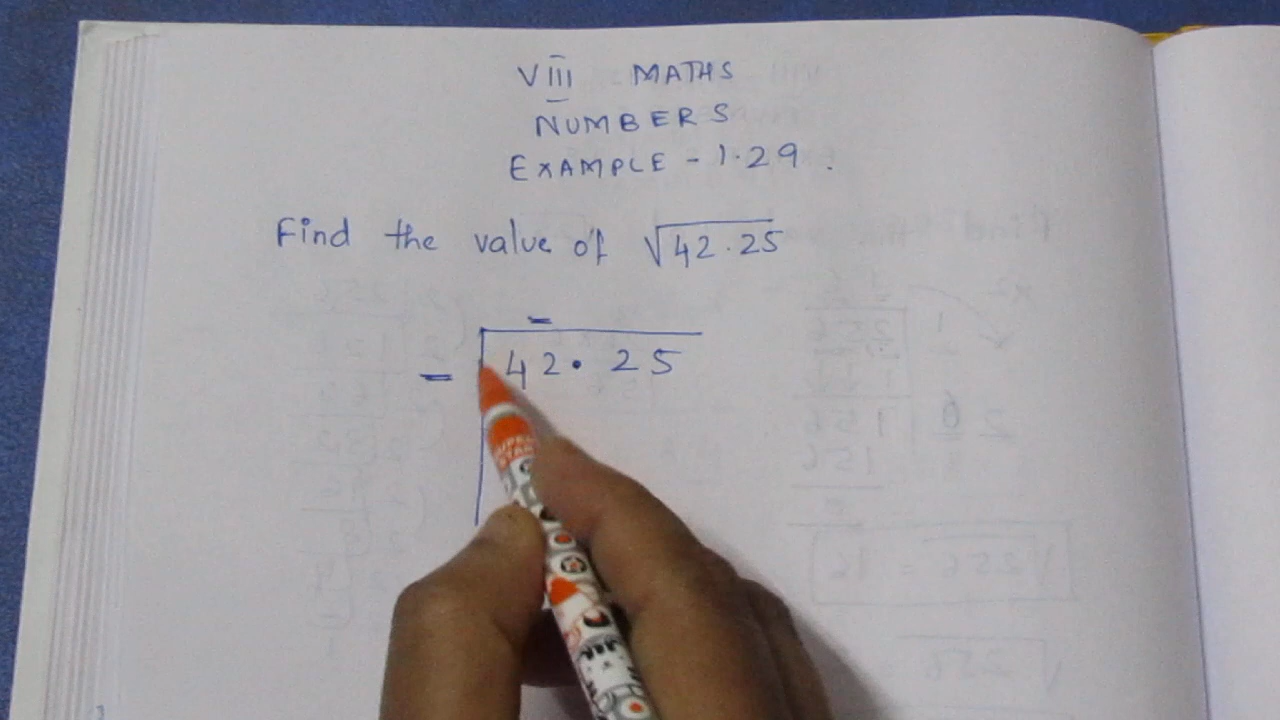 VIII MATHS
NUMBERS
EXAMPLE - 1.29.
Find the value of √42.25
42.25